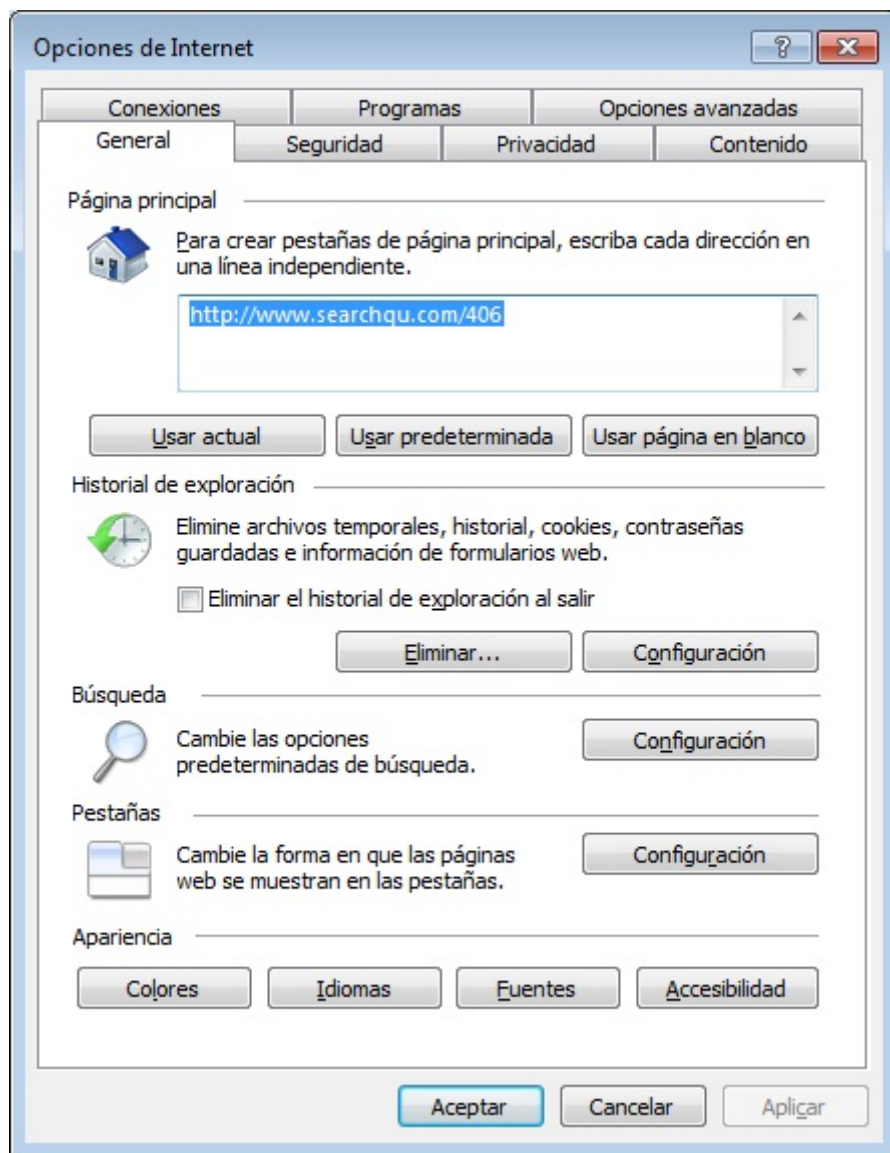 Opciones de Internet
Conexiones Programas Opciones avanzadas
General Seguridad Privacidad Contenido
Página principal
Para crear pestañas de página principal, escriba cada dirección en
una línea independiente.
http://www.searchqu.com/406
Usar actual Usar predeterminada Usar página en blanco
Historial de exploración
Elimine archivos temporales, historial, cookies, contraseñas
guardadas e información de formularios web.
Eliminar el historial de exploración al salir
Eliminar... Configuración
Búsqueda
Cambie las opciones
predeterminadas de búsqueda.
Configuración
Pestañas
Cambie la forma en que las páginas
web se muestran en las pestañas.
Configuración
Apariencia
Colores Idiomas Fuentes Accesibilidad
Aceptar Cancelar Aplicar